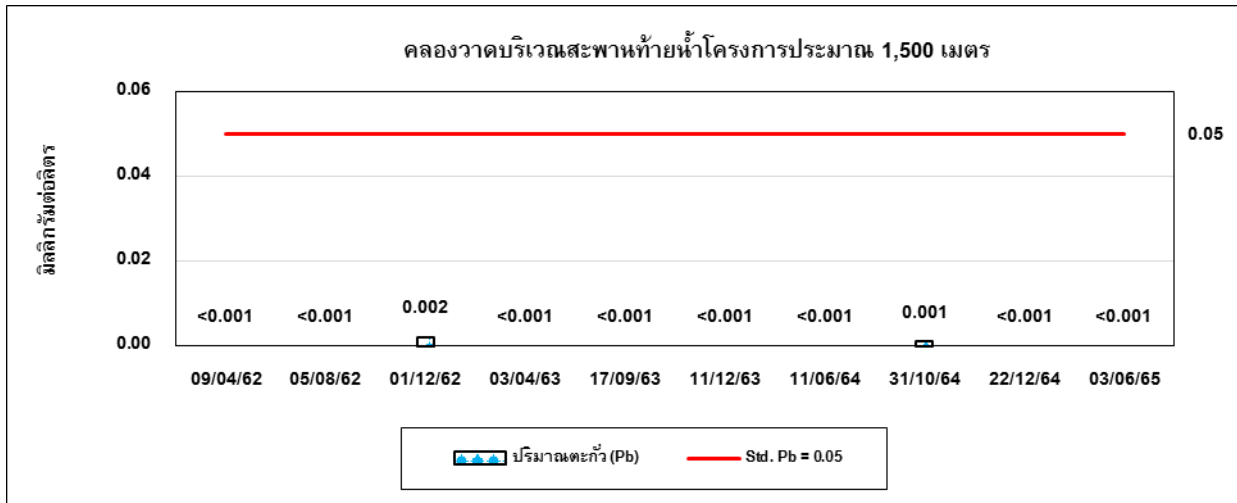 คลองวาดบริเวณสะพานท้ายน้ำโครงการประมาณ 1,500 เมตร
0.06
0.05
มิลลิกรัมต่อลิตร
0.04
0.02
<0.001 <0.001 0.002 <0.001 <0.001 <0.001 <0.001 0.001 <0.001 <0.001
0.00
09/04/62 05/08/62 01/12/62 03/04/63 17/09/63 11/12/63 11/06/64 31/10/64 22/12/64 03/06/65
ปริมาณตะกั่ว (Pb) Std. Pb = 0.05